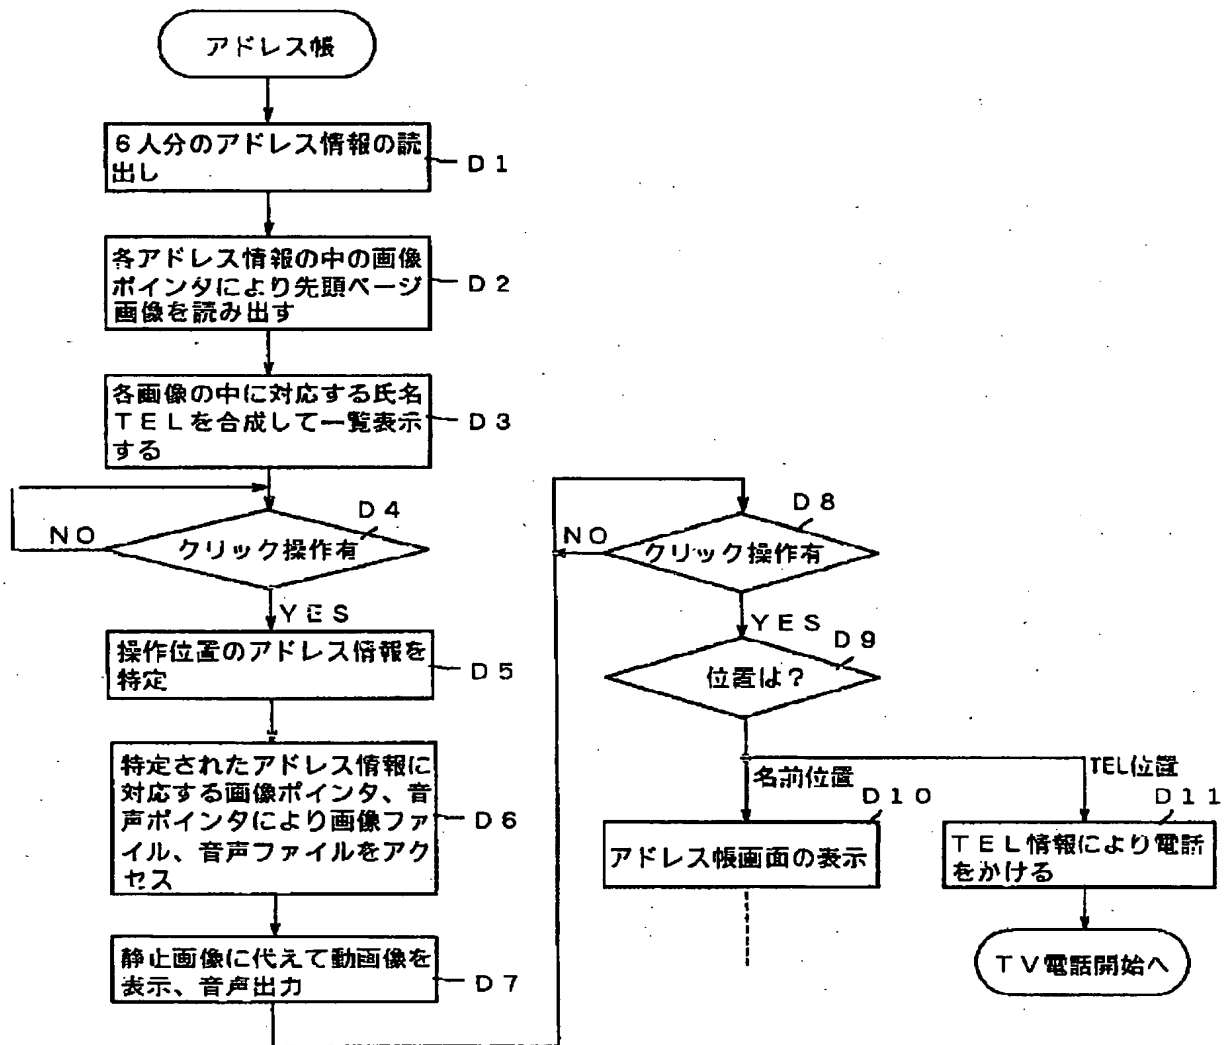 アドレス帳
6人分のアドレス情報の読
出し
D1
各アドレス情報の中の画像
ポインタにより先頭ページ
画像を読み出す
D2
各画像の中に対応する氏名
TELを合成して一覧表示
する
D3
D4
NO
クリック操作有
YES
操作位置のアドレス情報を
特定
D5
特定されたアドレス情報に
対応する画像ポインタ、音
声ポインタにより画像ファ
イル、音声ファイルをアク
セス
D6
静止画像に代えて動画像を
表示、音声出力
D7
D8
NO
クリック操作有
YES
D9
位置は?
名前位置
TEL位置
D10
アドレス帳画面の表示
D11
TEL情報により電話
をかける
TV電話開始へ